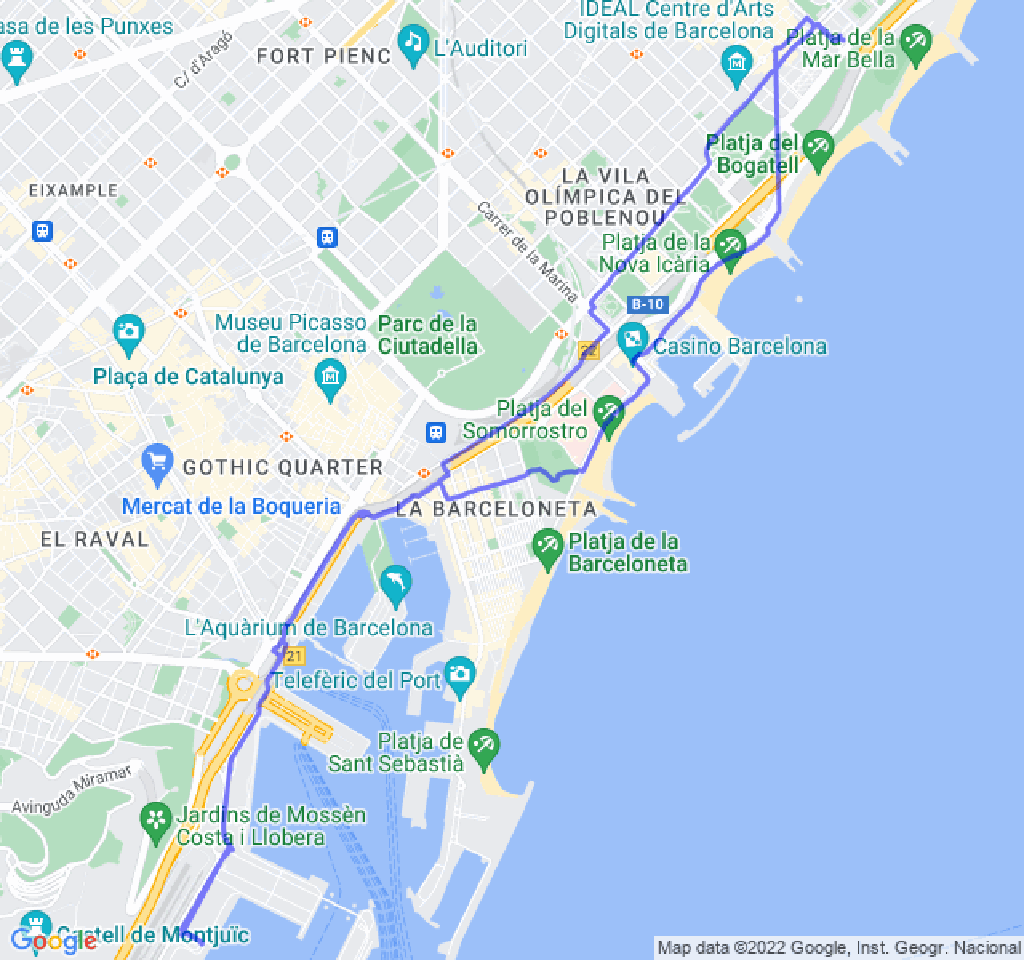 IDEAL Centre d'Arts
Digitals de Barcelona
asa de les Punxes
C/ d'Aragó
FORT PIENC
L'Auditori
Platja de la
Mar Bella
Platja del
Bogatell
EIXAMPLE
LA VILA
OLÍMPICA DEL
POBLENOU
Carrer de la Marina
Platja de la
Nova Icària
B-10
Museu Picasso
de Barcelona
Parc de la
Ciutadella
22
Casino Barcelona
Plaça de Catalunya
Platja del
Somorrostro
GOTHIC QUARTER
Mercat de la Boqueria
LA BARCELONETA
EL RAVAL
Platja de la
Barceloneta
L'Aquàrium de Barcelona
21
Telefèric del Port
Platja de
Sant Sebastià
Avinguda Miramar
Jardins de Mossèn
Costa i Llobera
Castell de Montjuïc
Google
Map data ©2022 Google, Inst. Geogr. Nacional